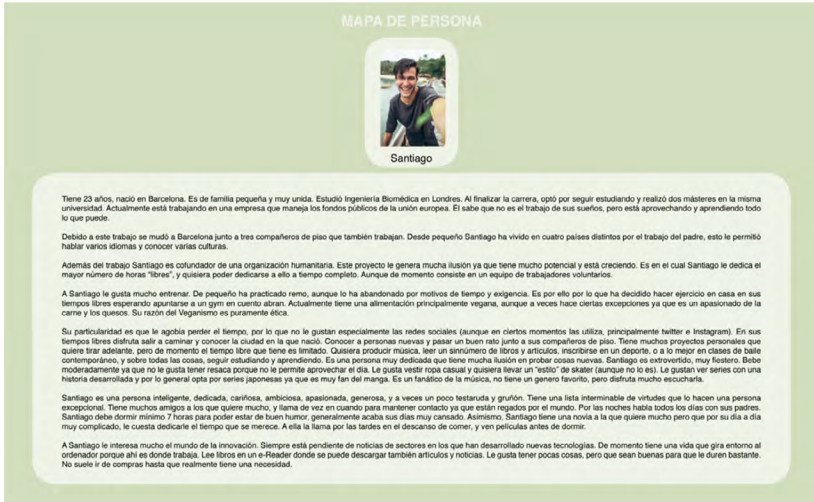 MAPA DE PERSONA
Santiago
Tiene 23 años, nació en Barcelona. Es de familia pequeña y muy unida. Estudió Ingeniería Biomédica en Londres. Al finalizar la carrera, optó por seguir estudiando y realizó dos másteres en la misma
universidad. Actualmente está trabajando en una empresa que maneja los fondos públicos de la unión europea. Él sabe que no es el trabajo de sus sueños, pero está aprovechando y aprendiendo todo
lo que puede.
Debido a este trabajo se mudó a Barcelona junto a tres compañeros de piso que también trabajan. Desde pequeño Santiago ha vivido en cuatro países distintos por el trabajo del padre, esto le permitió
hablar varios idiomas y conocer varias culturas.
Además del trabajo Santiago es cofundador de una organización humanitaria. Este proyecto le genera mucha ilusión ya que tiene mucho potencial y está creciendo. Es en el cual Santiago le dedica el
mayor número de horas "libres", y quisiera poder dedicarse a ello a tiempo completo. Aunque de momento consiste en un equipo de trabajadores voluntarios.
A Santiago le gusta mucho entrenar. De pequeño ha practicado remo, aunque lo ha abandonado por motivos de tiempo y exigencia. Es por ello por lo que ha decidido hacer ejercicio en casa en sus
tiempos libres esperando apuntarse a un gym en cuento abran. Actualmente tiene una alimentación principalmente vegana, aunque a veces hace ciertas excepciones ya que es un apasionado de la
carne y los quesos. Su razón del Veganismo es puramente ética.
Su particularidad es que le agobia perder el tiempo, por lo que no le gustan especialmente las redes sociales (aunque en ciertos momentos las utiliza, principalmente twitter e Instagram). En sus
tiempos libres disfruta salir a caminar y conocer la ciudad en la que nació. Conocer a personas nuevas y pasar un buen rato junto a sus compañeros de piso. Tiene muchos proyectos personales que
quiere tirar adelante, pero de momento el tiempo libre que tiene es limitado. Quisiera producir música, leer un sinnúmero de libros y artículos, inscribirse en un deporte, o a lo mejor en clases de baile
contemporáneo, y sobre todas las cosas, seguir estudiando y aprendiendo. Es una persona muy dedicada que tiene mucha ilusión en probar cosas nuevas. Santiago es extrovertido, muy fiestero. Bebe
moderadamente ya que no le gusta tener resaca porque no le permite aprovechar el día. Le gusta vestir ropa casual y quisiera llevar un "estilo" de skater (aunque no lo es). Le gustan ver series con una
historia desarrollada y por lo general opta por series japonesas ya que es muy fan del manga. Es un fanático de la música, no tiene un genero favorito, pero disfruta mucho escucharla.
Santiago es una persona inteligente, dedicada, cariñosa, ambiciosa, apasionada, generosa, y a veces un poco testaruda y gruñón. Tiene una lista interminable de virtudes que lo hacen una persona
excepcional. Tiene muchos amigos a los que quiere mucho, y llama de vez en cuando para mantener contacto ya que están regados por el mundo. Por las noches habla todos los días con sus padres.
Santiago debe dormir mínimo 7 horas para poder estar de buen humor, generalmente acaba sus días muy cansado. Asimismo, Santiago tiene una novia a la que quiere mucho pero que por su día a día
muy complicado, le cuesta dedicarle el tiempo que se merece. A ella la llama por las tardes en el descanso de comer, y ven películas antes de dormir.
A Santiago le interesa mucho el mundo de la innovación. Siempre está pendiente de noticias de sectores en los que han desarrollado nuevas tecnologías. De momento tiene una vida que gira entorno al
ordenador porque ahí es donde trabaja. Lee libros en un e-Reader donde se puede descargar también artículos y noticias. Le gusta tener pocas cosas, pero que sean buenas para que le duren bastante.
No suele ir de compras hasta que realmente tiene una necesidad.